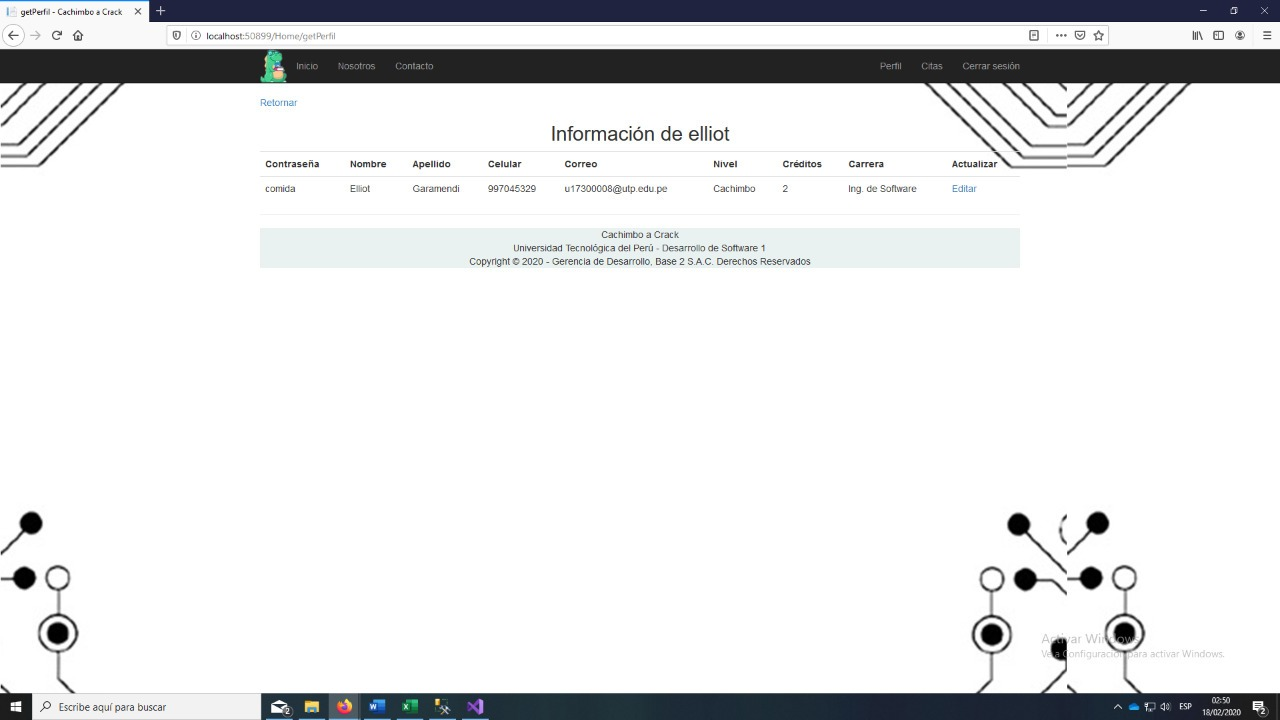 getPerfil - Cachimbo a Crack
localhost:50899/Home/getPerfil
Inicio Nosotros Contacto Perfil Citas Cerrar sesión
Retornar
Información de elliot
Contraseña Nombre Apellido Celular Correo Nivel Créditos Carrera Actualizar
comida Elliot Garamendi 997045329 u17300008@utp.edu.pe Cachimbo 2 Ing. de Software Editar
Cachimbo a Crack
Universidad Tecnológica del Perú - Desarrollo de Software 1
Copyright © 2020 - Gerencia de Desarrollo, Base 2 S.A.C. Derechos Reservados
Activar Windows
Ve a Configuración para activar Windows.
Escribe aquí para buscar
2
ESP
02:50
18/02/2020
2